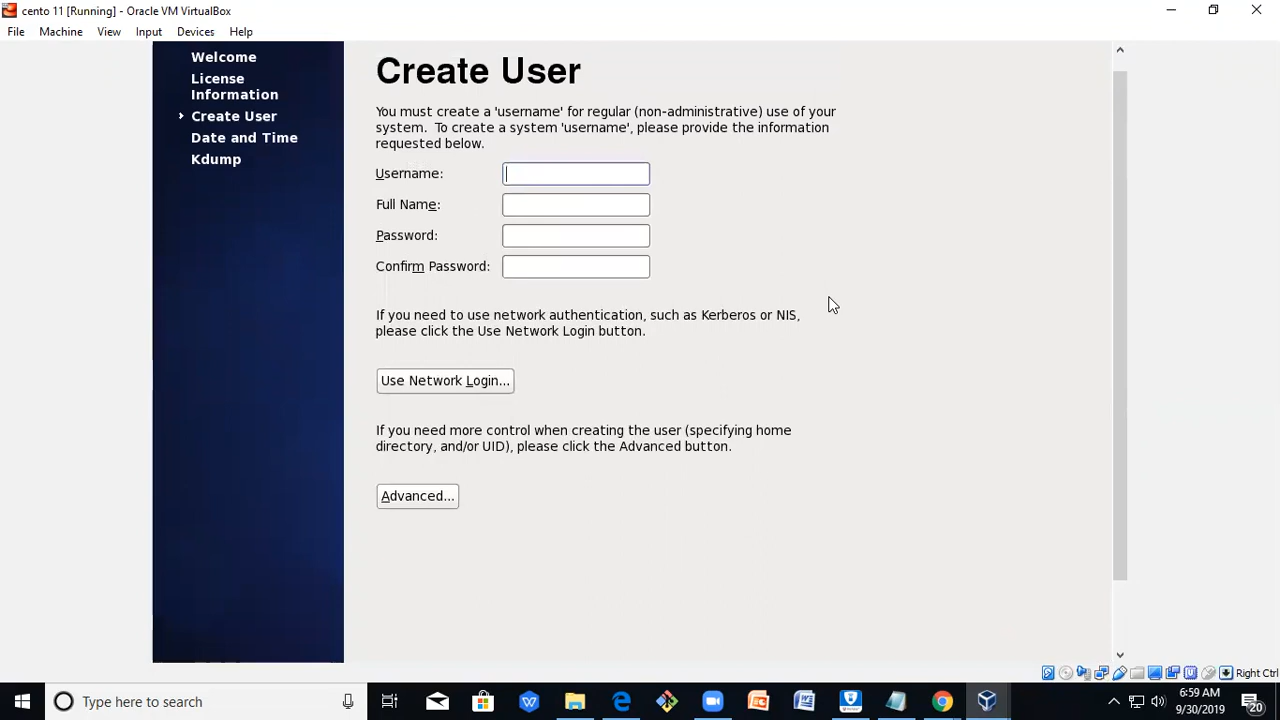 cento 11 [Running] - Oracle VM VirtualBox
File Machine View Input Devices Help
Welcome
License
Information
Create User
Date and Time
Kdump
Create User
You must create a 'username' for regular (non-administrative) use of your
system. To create a system 'username', please provide the information
requested below.
Username:
Full Name:
Password:
Confirm Password:
If you need to use network authentication, such as Kerberos or NIS,
please click the Use Network Login button.
Use Network Login...
If you need more control when creating the user (specifying home
directory, and/or UID), please click the Advanced button.
Advanced...
Right Ctrl
Type here to search
6:59 AM
9/30/2019
20